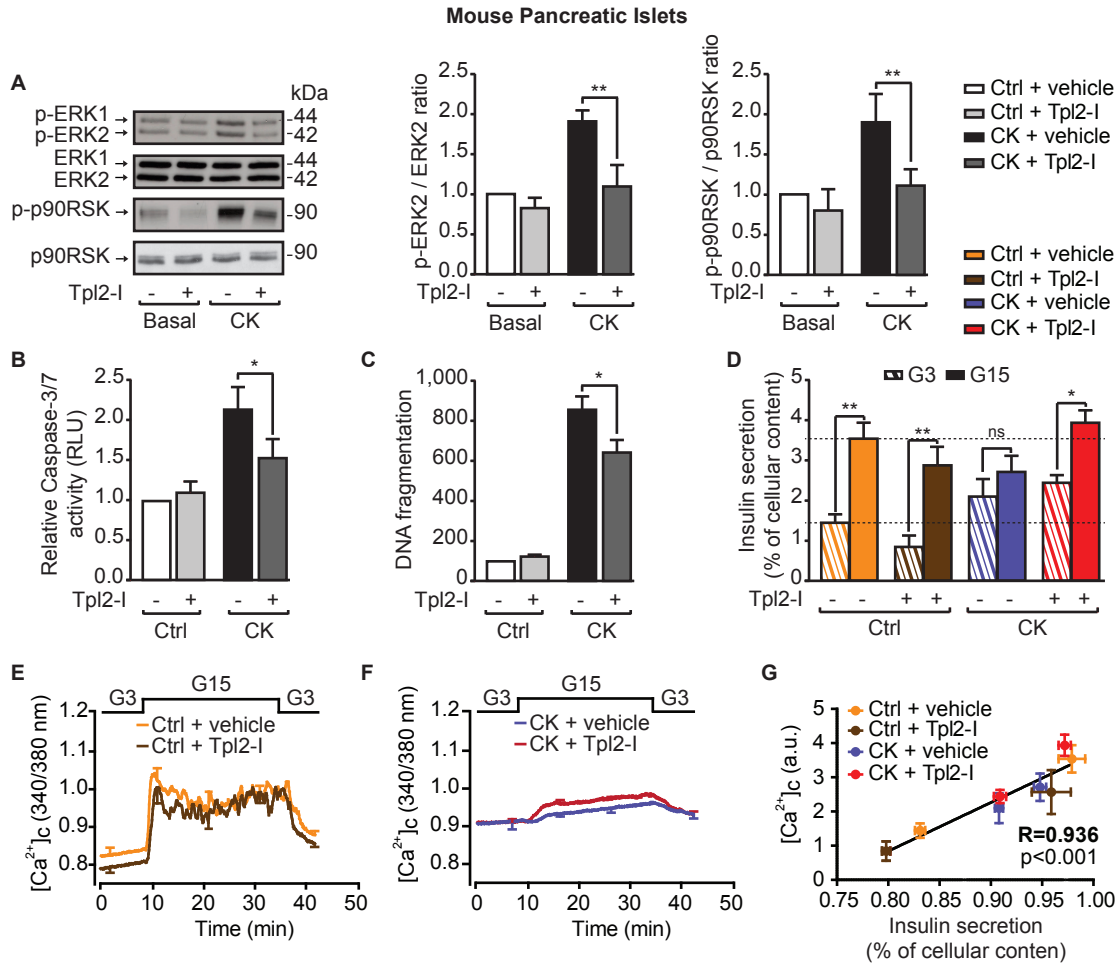 Mouse Pancreatic Islets
A
kDa
p-ERK1
p-ERK2
-44
-42
ERK1
ERK2
-44
-42
p-p90RSK
-90
p90RSK
-90
Tpl2-I - + - +
Basal CK
p-ERK2 / ERK2 ratio
2.5
2.0
1.5
1.0
0.5
0.0
**
Tpl2-I - + - +
Basal CK
p-p90RSK / p90RSK ratio
2.5
2.0
1.5
1.0
0.5
0.0
**
Tpl2-I - + - +
Basal CK
Ctrl + vehicle
Ctrl + Tpl2-I
CK + vehicle
CK + Tpl2-I
Ctrl + vehicle
Ctrl + Tpl2-I
CK + vehicle
CK + Tpl2-I
B
Relative Caspase-3/7
activity (RLU)
2.5
2.0
1.5
1.0
0.5
0.0
*
Tpl2-I - + - +
Ctrl CK
C
DNA fragmentation
1,000
800
600
400
200
0
*
Tpl2-I - + - +
Ctrl CK
D
Insulin secretion
(% of cellular content)
G3 G15
5
4
3
2
1
0
** ** ns *
Tpl2-I - - + + - - + +
Ctrl CK
E
G3 G15 G3
[Ca2+]c (340/380 nm)
1.2
1.1
1.0
0.9
0.8
Ctrl + vehicle
Ctrl + Tpl2-I
0 10 20 30 40 50
Time (min)
F
G3 G15 G3
[Ca2+]c (340/380 nm)
1.2
1.1
1.0
0.9
0.8
CK + vehicle
CK + Tpl2-I
0 10 20 30 40 50
Time (min)
G
Ctrl + vehicle
Ctrl + Tpl2-I
CK + vehicle
CK + Tpl2-I
[Ca2+]c (a.u.)
5
4
3
2
1
0
R=0.936
p<0.001
0.75 0.80 0.85 0.90 0.95 1.00
Insulin secretion
(% of cellular conten)